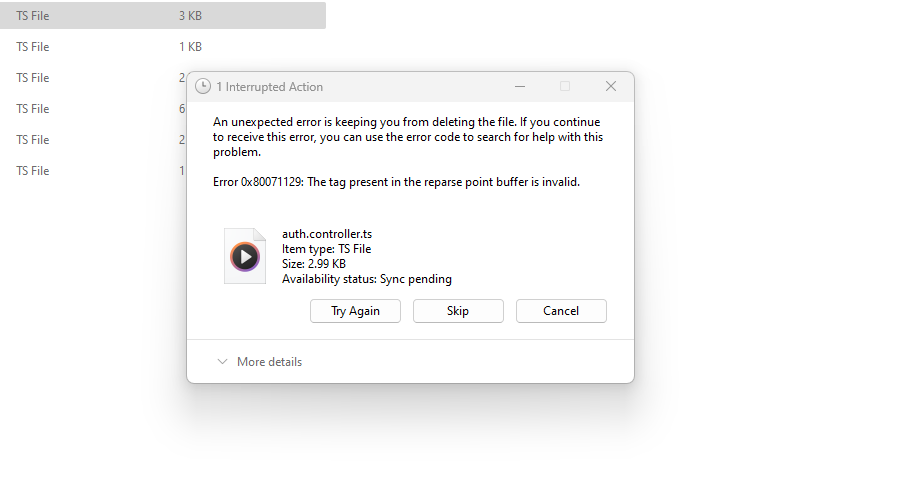 TS File 3 KB
TS File 1 KB
TS File 2
TS File 6
TS File 2
TS File 1
1 Interrupted Action
An unexpected error is keeping you from deleting the file. If you continue
to receive this error, you can use the error code to search for help with this
problem.
Error 0x80071129: The tag present in the reparse point buffer is invalid.
auth.controller.ts
Item type: TS File
Size: 2.99 KB
Availability status: Sync pending
Try Again Skip Cancel
More details